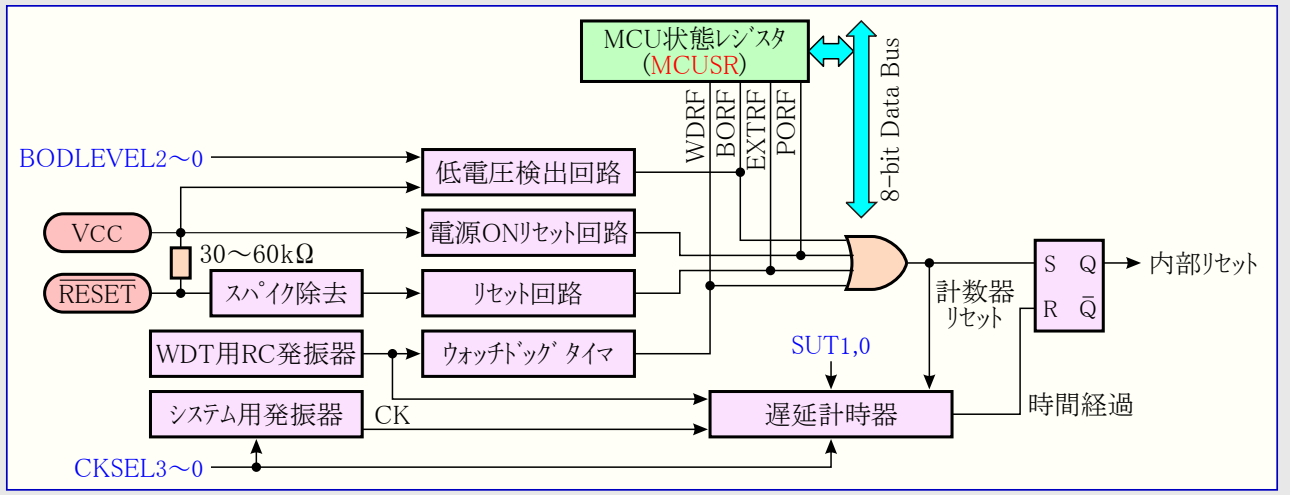 MCU状態レジスタ
(MCUSR)
WDRF
BORF
EXTRF
PORF
8-bit Data Bus
BODLEVEL2～0
低電圧検出回路
VCC
電源ONリセット回路
30～60kΩ
RESET
スパイク除去
リセット回路
計数器
リセット
S
Q
R
Q̅
内部リセット
WDT用RC発振器
ウォッチドッグ タイマ
SUT1,0
システム用発振器
CK
遅延計時器
時間経過
CKSEL3～0